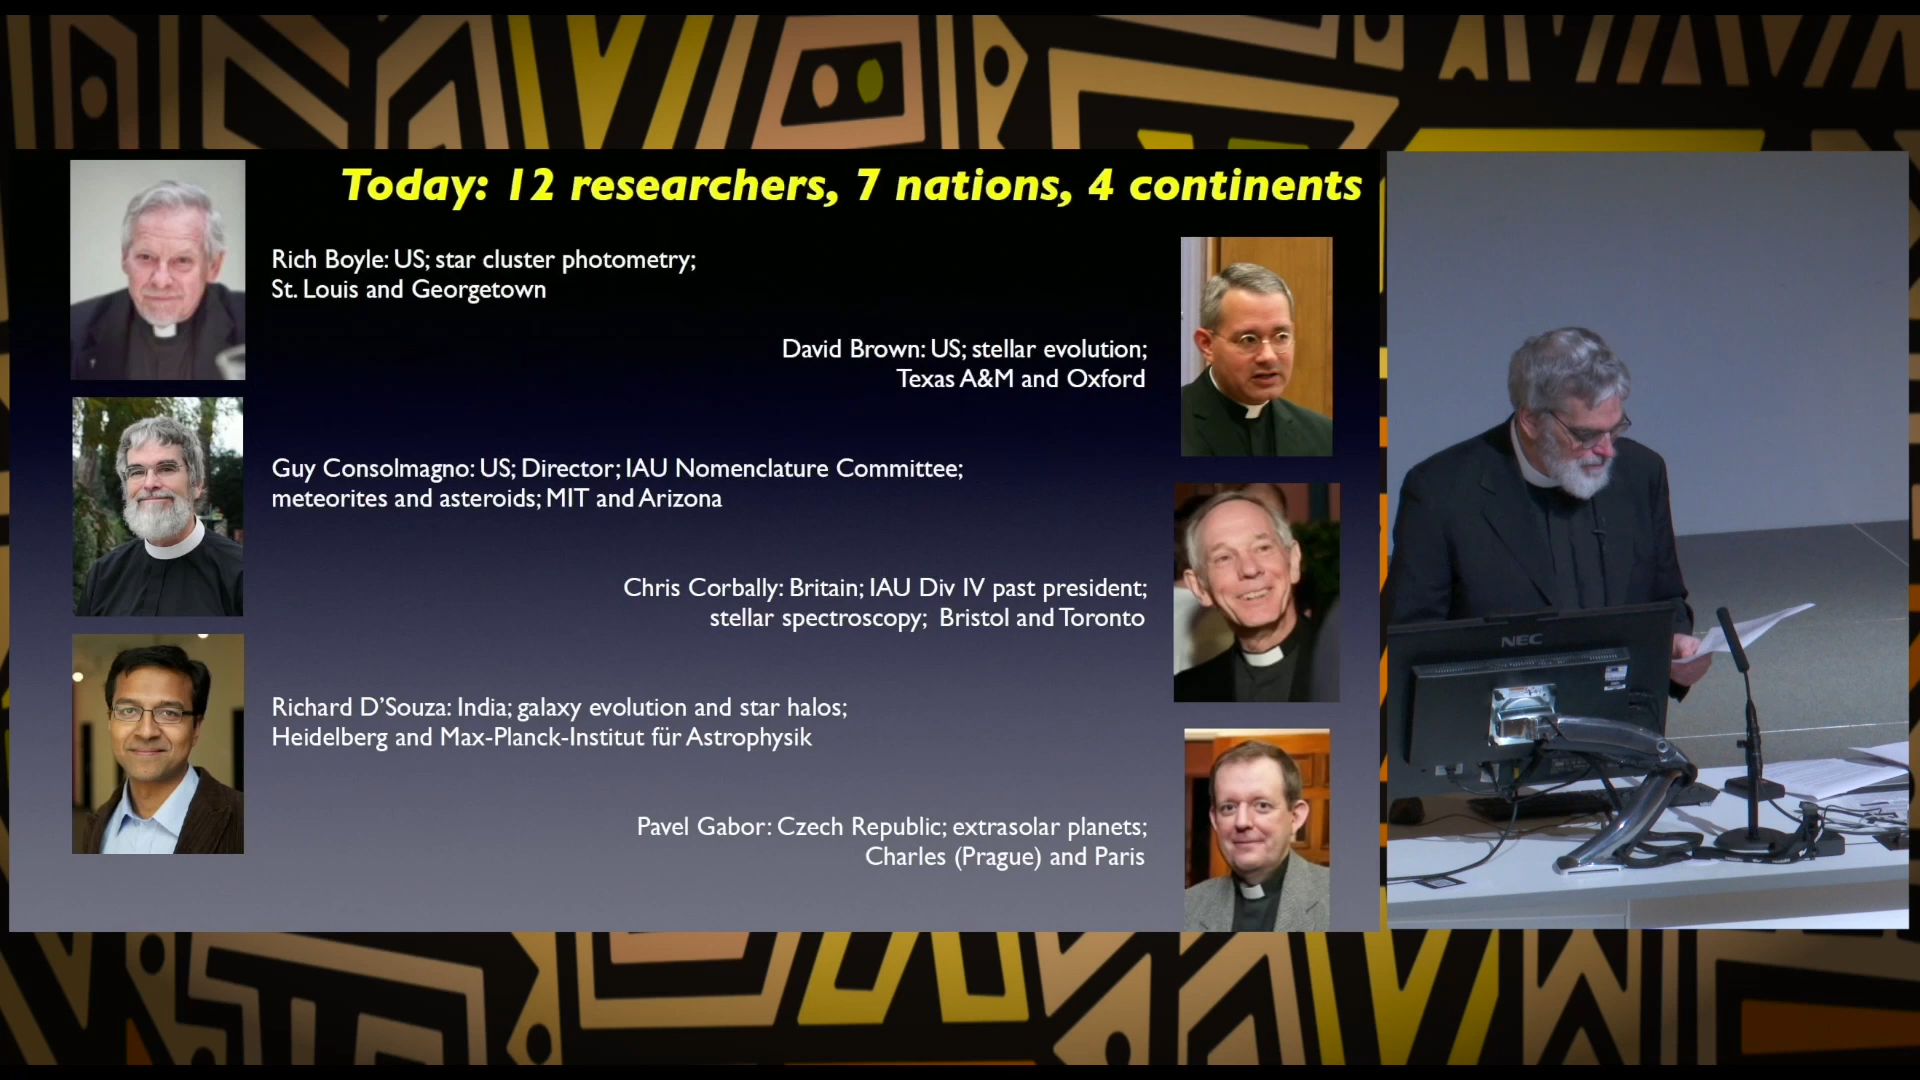 Today: 12 researchers, 7 nations, 4 continents
Rich Boyle: US; star cluster photometry;
St. Louis and Georgetown
David Brown: US; stellar evolution;
Texas A&M and Oxford
Guy Consolmagno: US; Director; IAU Nomenclature Committee;
meteorites and asteroids; MIT and Arizona
Chris Corbally: Britain; IAU Div IV past president;
stellar spectroscopy; Bristol and Toronto
Richard D'Souza: India; galaxy evolution and star halos;
Heidelberg and Max-Planck-Institut für Astrophysik
Pavel Gabor: Czech Republic; extrasolar planets;
Charles (Prague) and Paris
NEC